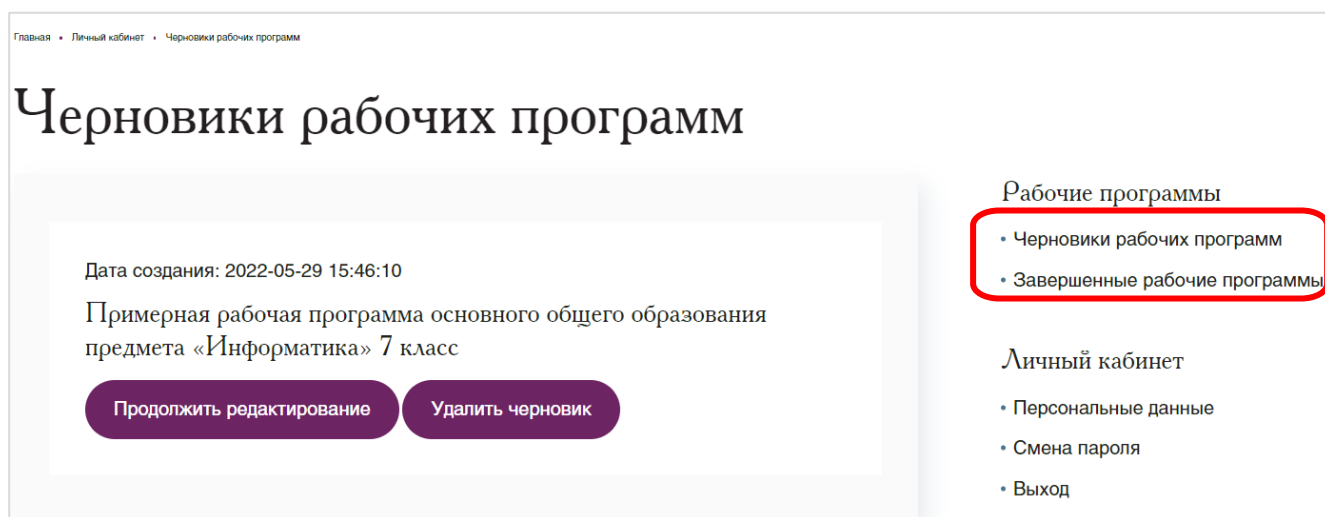 Главная • Личный кабинет • Черновики рабочих программ
Черновики рабочих программ
Дата создания: 2022-05-29 15:46:10
Примерная рабочая программа основного общего образования
предмета «Информатика» 7 класс
Продолжить редактирование
Удалить черновик
Рабочие программы
• Черновики рабочих программ
• Завершенные рабочие программы
Личный кабинет
• Персональные данные
• Смена пароля
• Выход